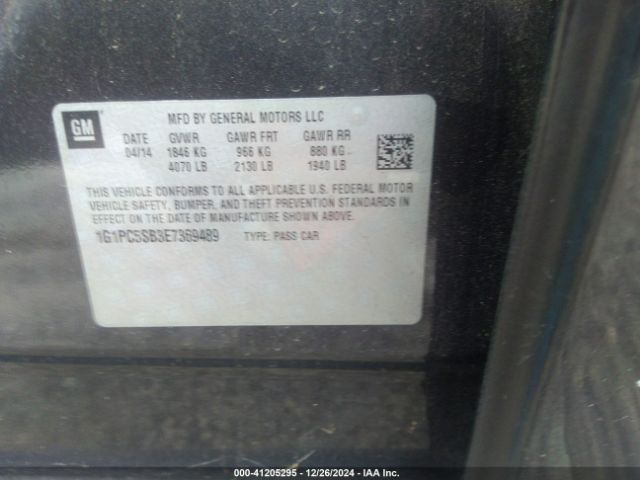 GM
MFD BY GENERAL MOTORS LLC
DATE GVWR GAWR FRT GAWR RR
04/14 1846 KG 966 KG 880 KG
4070 LB 2130 LB 1940 LB
THIS VEHICLE CONFORMS TO ALL APPLICABLE U.S. FEDERAL MOTOR
VEHICLE SAFETY, BUMPER, AND THEFT PREVENTION STANDARDS IN
EFFECT ON THE DATE OF MANUFACTURE SHOWN ABOVE.
1G1PC5SB3E7369489 TYPE: PASS CAR
000-41205295 - 12/26/2024 - IAA Inc.